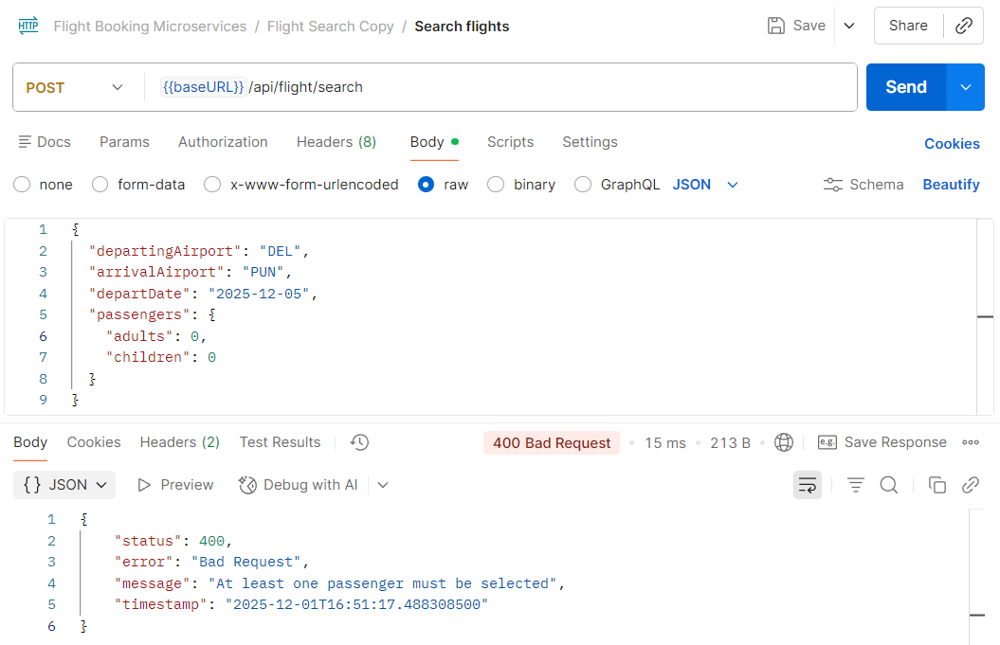 HTTP Flight Booking Microservices / Flight Search Copy / Search flights Save Share
POST {{baseURL}} /api/flight/search Send
Docs Params Authorization Headers (8) Body Scripts Settings Cookies
none form-data x-www-form-urlencoded raw binary GraphQL JSON Schema Beautify
1 {
2 "departingAirport": "DEL",
3 "arrivalAirport": "PUN",
4 "departDate": "2025-12-05",
5 "passengers": {
6 "adults": 0,
7 "children": 0
8 }
9 }
Body Cookies Headers (2) Test Results 400 Bad Request • 15 ms • 213 B • e.g. Save Response
{} JSON Preview Debug with AI
1 {
2 "status": 400,
3 "error": "Bad Request",
4 "message": "At least one passenger must be selected",
5 "timestamp": "2025-12-01T16:51:17.488308500"
6 }